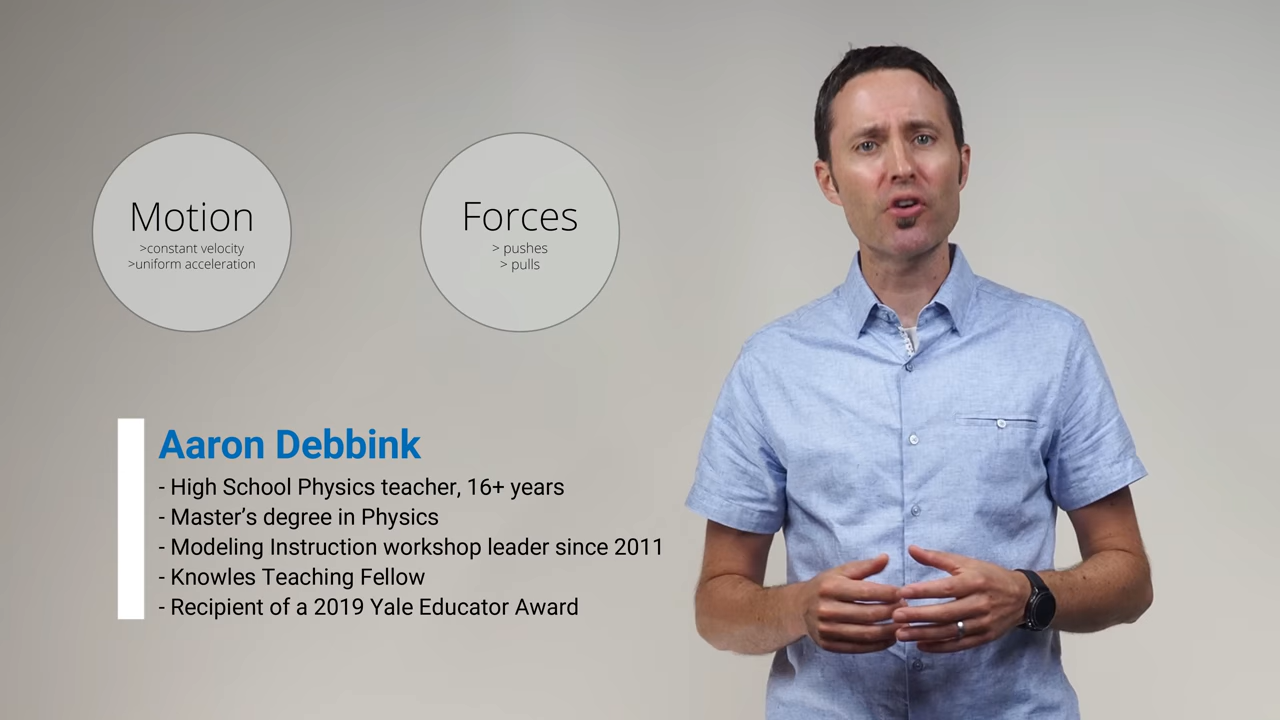 Motion
>constant velocity
>uniform acceleration
Forces
> pushes
> pulls
Aaron Debbink
- High School Physics teacher, 16+ years
- Master’s degree in Physics
- Modeling Instruction workshop leader since 2011
- Knowles Teaching Fellow
- Recipient of a 2019 Yale Educator Award